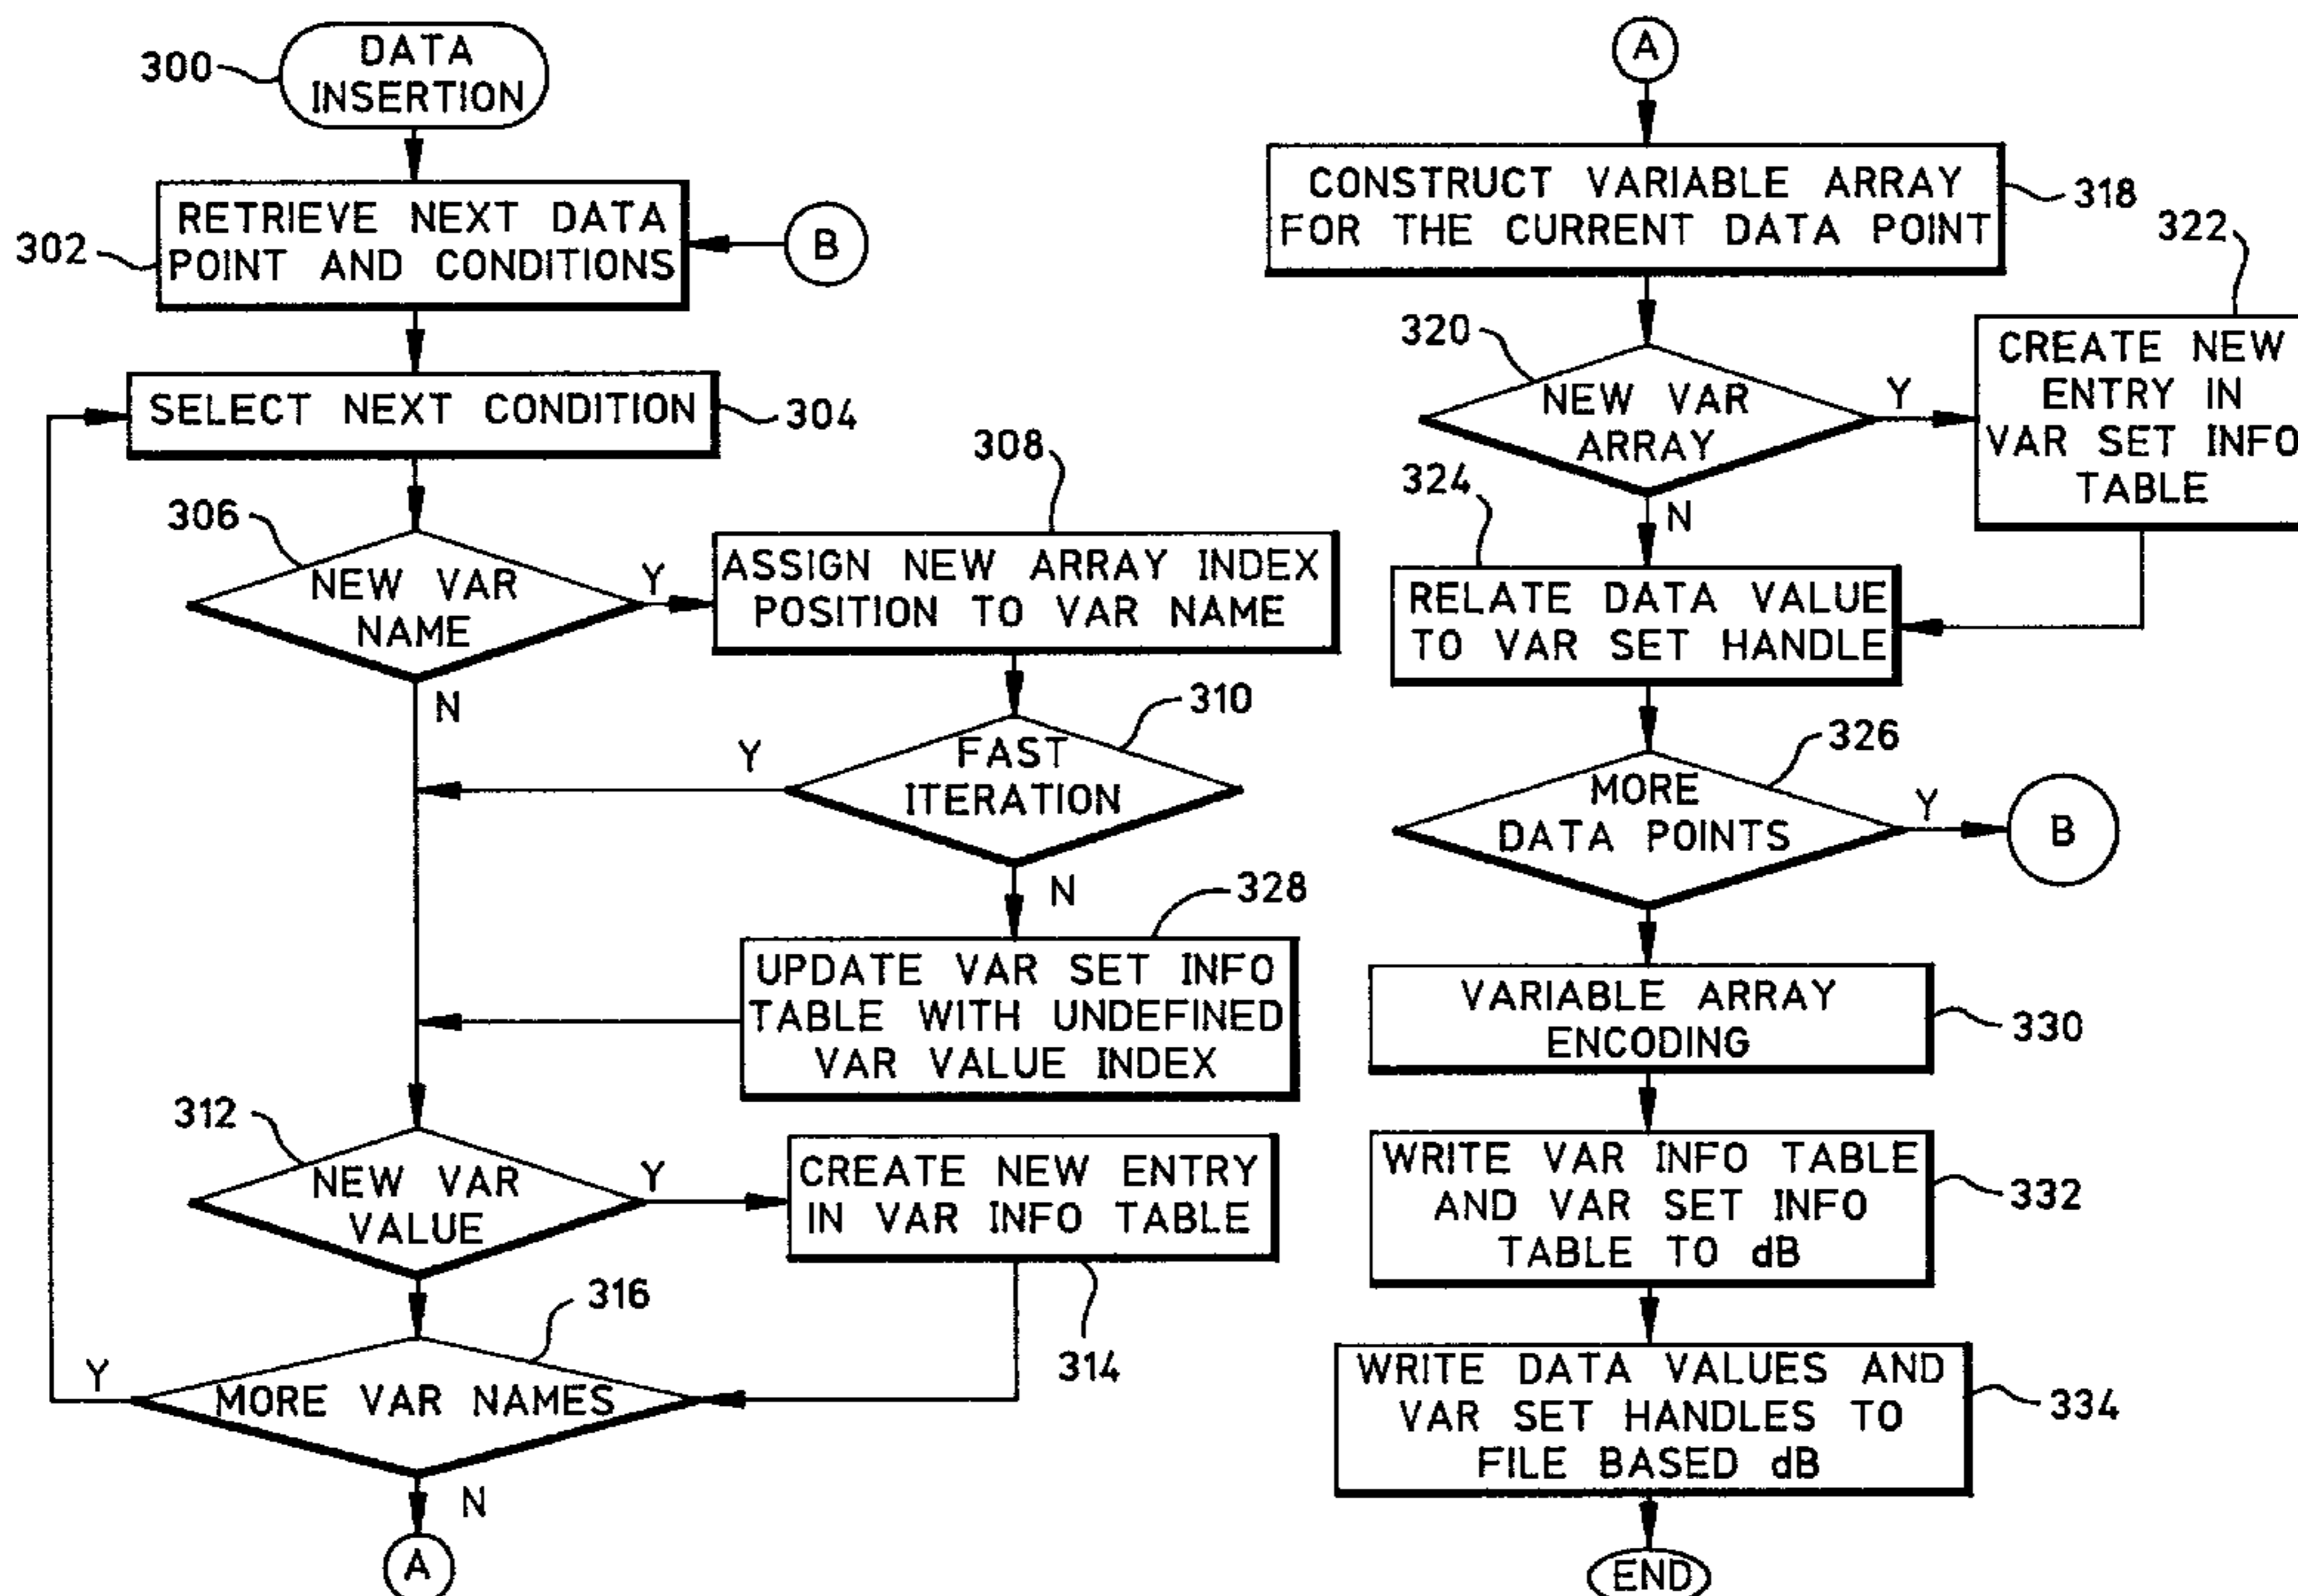 300
DATA
INSERTION
302
RETRIEVE NEXT DATA
POINT AND CONDITIONS
B
SELECT NEXT CONDITION
304
306
NEW VAR
NAME
Y
N
308
ASSIGN NEW ARRAY INDEX
POSITION TO VAR NAME
310
FAST
ITERATION
Y
N
328
UPDATE VAR SET INFO
TABLE WITH UNDEFINED
VAR VALUE INDEX
312
NEW VAR
VALUE
Y
CREATE NEW ENTRY
IN VAR INFO TABLE
314
316
MORE VAR NAMES
Y
N
A
A
CONSTRUCT VARIABLE ARRAY
FOR THE CURRENT DATA POINT
318
320
NEW VAR
ARRAY
Y
N
322
CREATE NEW
ENTRY IN
VAR SET INFO
TABLE
324
RELATE DATA VALUE
TO VAR SET HANDLE
326
MORE
DATA POINTS
Y
B
VARIABLE ARRAY
ENCODING
330
WRITE VAR INFO TABLE
AND VAR SET INFO
TABLE TO dB
332
WRITE DATA VALUES AND
VAR SET HANDLES TO
FILE BASED dB
334
END